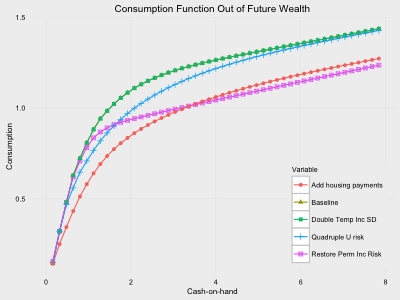 Consumption Function Out of Future Wealth
1.5
1.0
0.5
Consumption
0
2
4
6
8
Cash-on-hand
Variable
Add housing payments
Baseline
Double Temp Inc SD
Quadruple U risk
Restore Perm Inc Risk